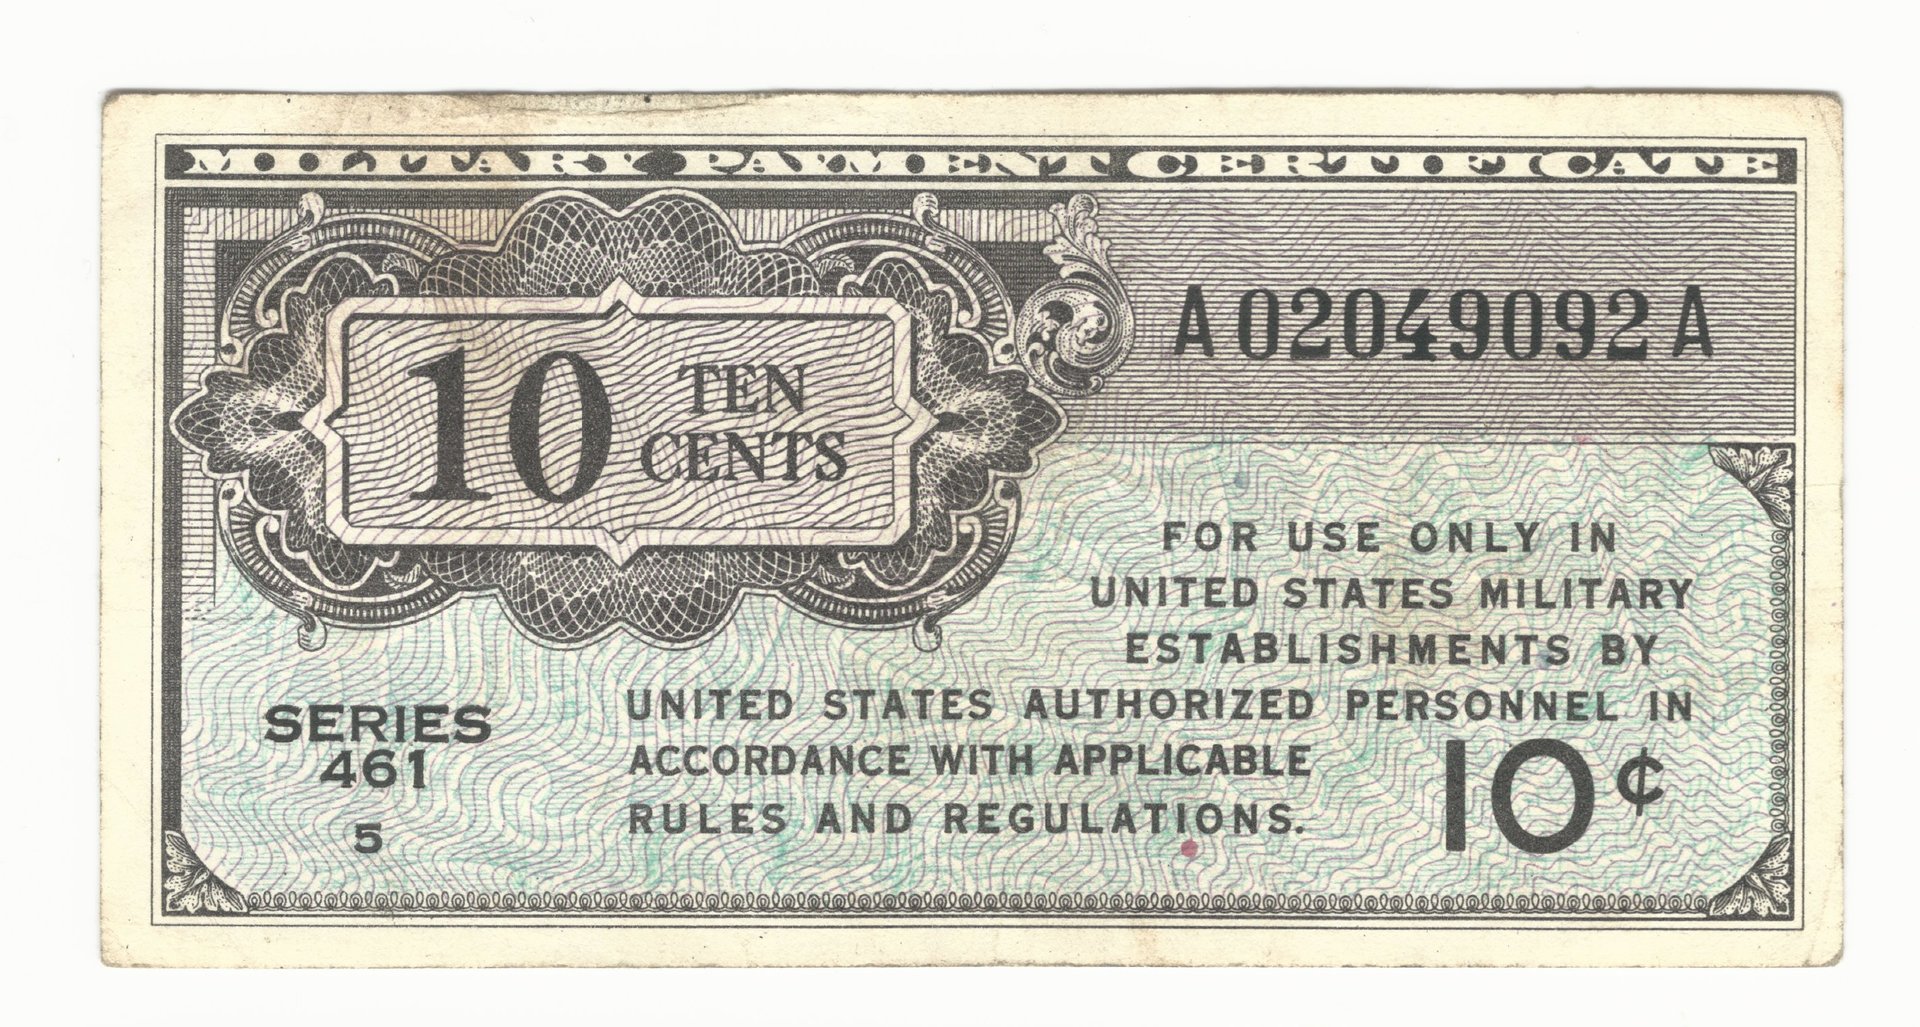 MILITARY PAYMENT CERTIFICATE
A02049092A
10 TEN
CENTS
FOR USE ONLY IN
UNITED STATES MILITARY
ESTABLISHMENTS BY
UNITED STATES AUTHORIZED PERSONNEL IN
ACCORDANCE WITH APPLICABLE
RULES AND REGULATIONS.
SERIES
461
5
10¢